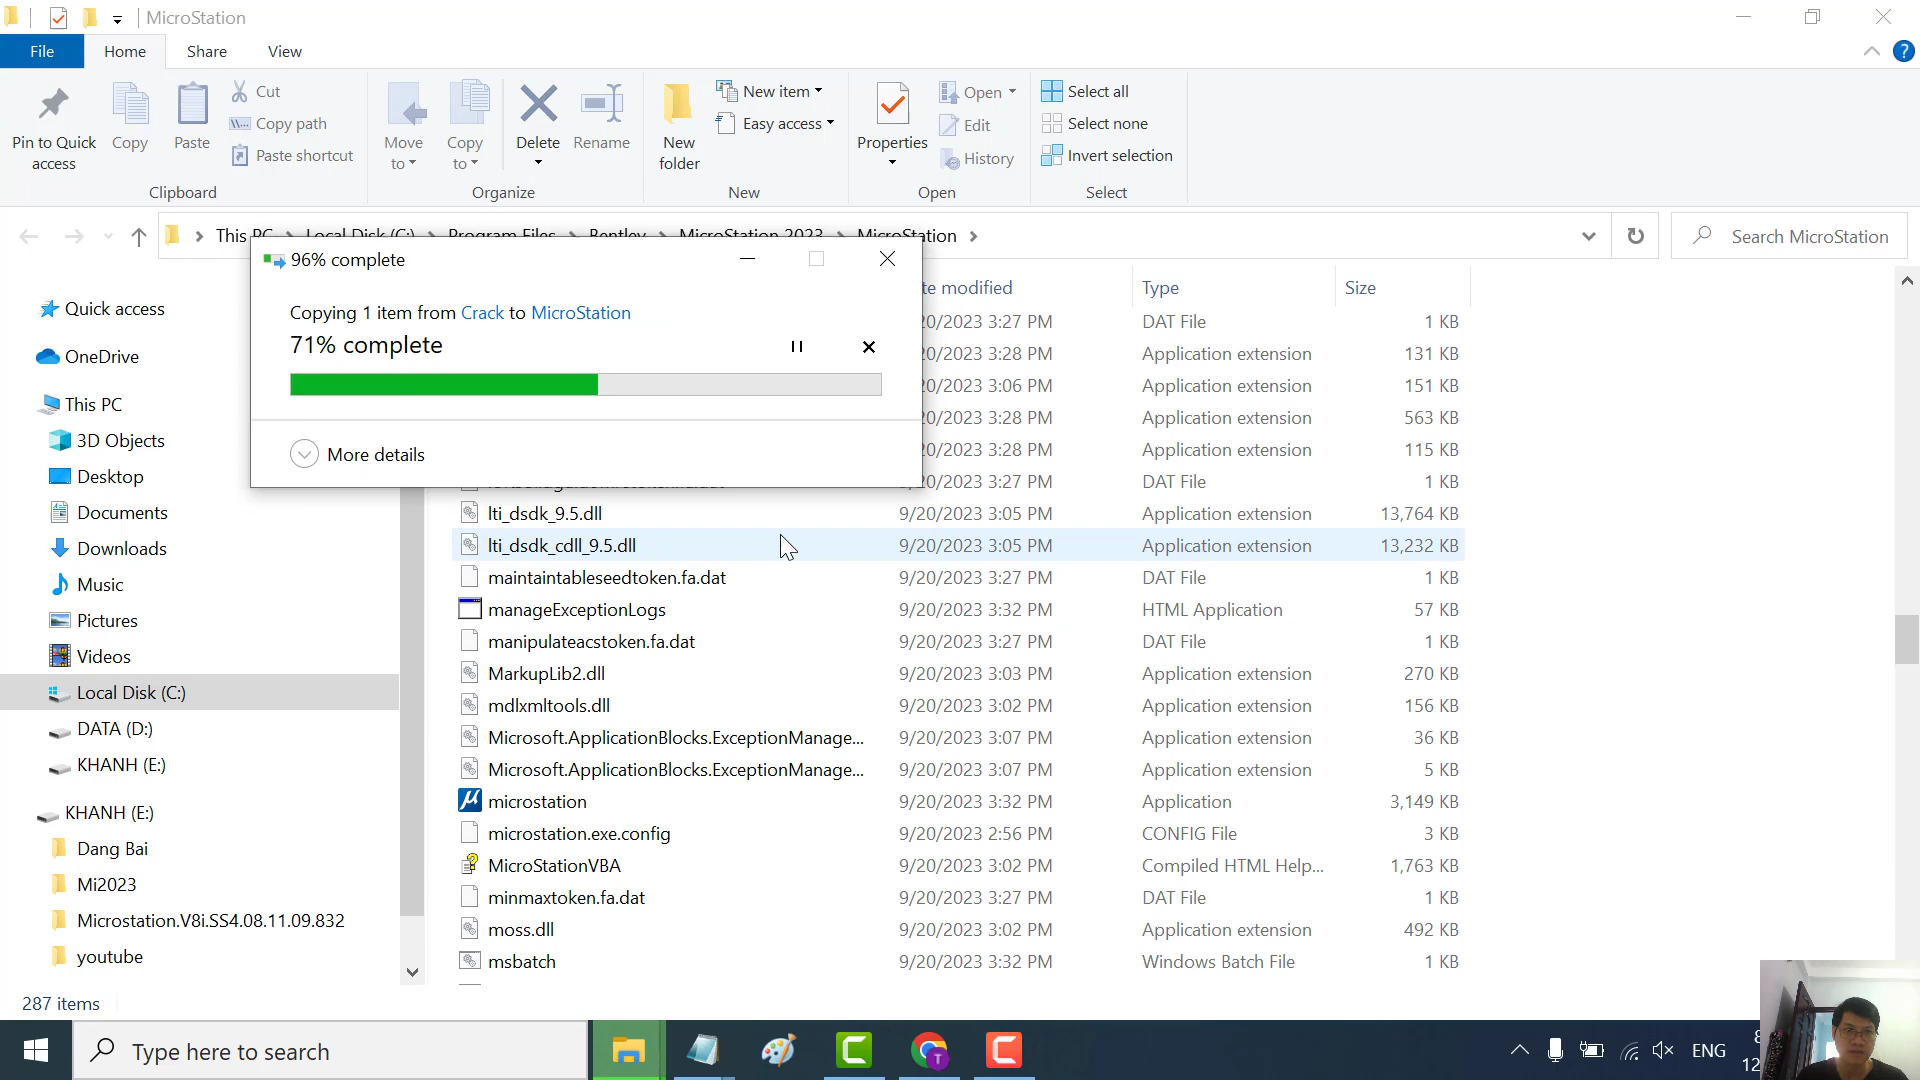 MicroStation
File
Home
Share
View
Pin to Quick access
Copy
Paste
Cut
Copy path
Paste shortcut
Clipboard
Move to
Copy to
Delete
Rename
Organize
New folder
New item
Easy access
New
Properties
Open
Edit
History
Open
Select all
Select none
Invert selection
Select
This PC
Local Disk (C:)
Program Files
Bentley
MicroStation 2023
MicroStation
Search MicroStation
96% complete
Copying 1 item from Crack to MicroStation
71% complete
More details
Quick access
OneDrive
This PC
3D Objects
Desktop
Documents
Downloads
Music
Pictures
Videos
Local Disk (C:)
DATA (D:)
KHANH (E:)
KHANH (E:)
Dang Bai
Mi2023
Microstation.V8i.SS4.08.11.09.832
youtube
modified Type Size
20/2023 3:27 PM DAT File 1 KB
20/2023 3:28 PM Application extension 131 KB
20/2023 3:06 PM Application extension 151 KB
20/2023 3:28 PM Application extension 563 KB
20/2023 3:28 PM Application extension 115 KB
20/2023 3:27 PM DAT File 1 KB
lti_dsdk_9.5.dll 9/20/2023 3:05 PM Application extension 13,764 KB
lti_dsdk_cdll_9.5.dll 9/20/2023 3:05 PM Application extension 13,232 KB
maintaintableseedtoken.fa.dat 9/20/2023 3:27 PM DAT File 1 KB
manageExceptionLogs 9/20/2023 3:32 PM HTML Application 57 KB
manipulateacstoken.fa.dat 9/20/2023 3:27 PM DAT File 1 KB
MarkupLib2.dll 9/20/2023 3:03 PM Application extension 270 KB
mdlxmltools.dll 9/20/2023 3:02 PM Application extension 156 KB
Microsoft.ApplicationBlocks.ExceptionManage... 9/20/2023 3:07 PM Application extension 36 KB
Microsoft.ApplicationBlocks.ExceptionManage... 9/20/2023 3:07 PM Application extension 5 KB
microstation 9/20/2023 3:32 PM Application 3,149 KB
microstation.exe.config 9/20/2023 2:56 PM CONFIG File 3 KB
MicroStationVBA 9/20/2023 3:02 PM Compiled HTML Help... 1,763 KB
minmaxtoken.fa.dat 9/20/2023 3:27 PM DAT File 1 KB
moss.dll 9/20/2023 3:02 PM Application extension 492 KB
msbatch 9/20/2023 3:32 PM Windows Batch File 1 KB
287 items
Type here to search
T
ENG